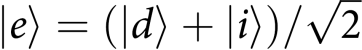 |e⟩ = (|d⟩ + |i⟩)/√2